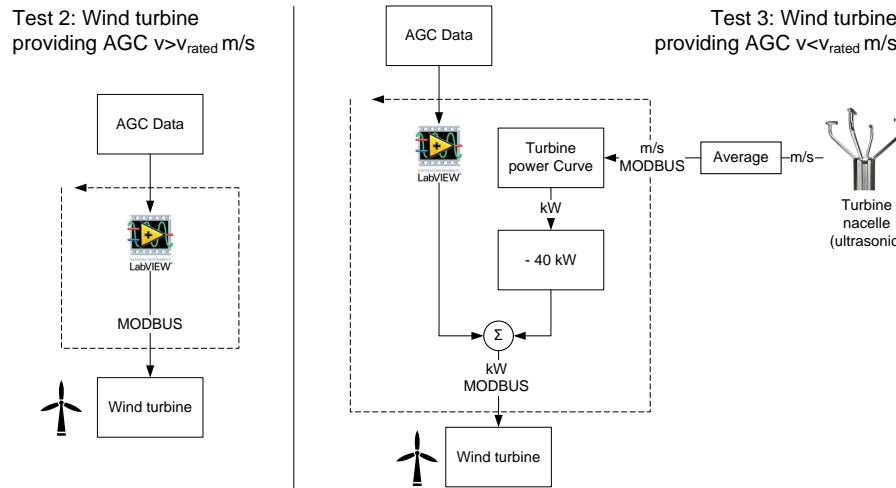 Test 2: Wind turbine
providing AGC v>vrated m/s
AGC Data
LabVIEW
MODBUS
Wind turbine
Test 3: Wind turbine
providing AGC v<vrated m/s
AGC Data
LabVIEW
Turbine
power Curve
m/s
MODBUS
Average
m/s
Turbine
nacelle
(ultrasonic
kW
- 40 kW
Σ
kW
MODBUS
Wind turbine